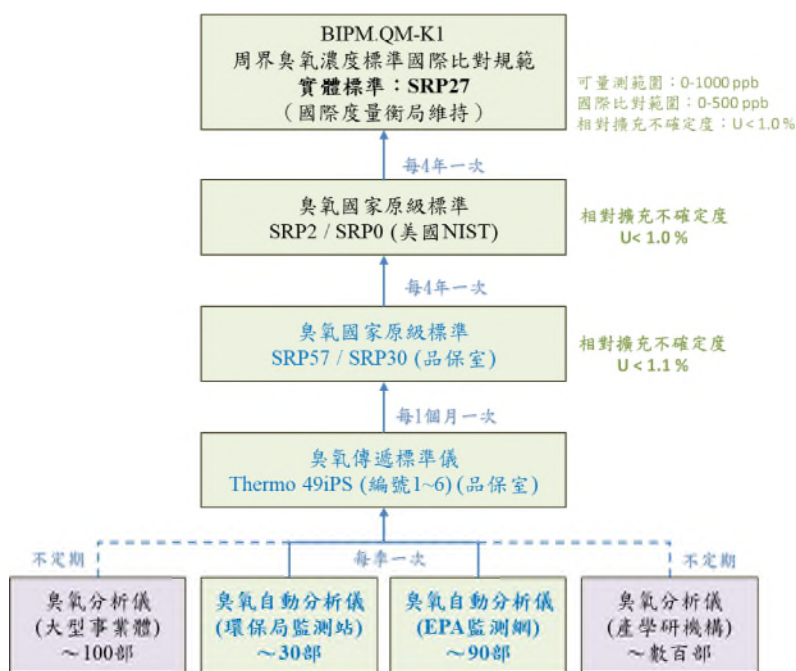 BIPM.QM-K1
周界臭氧濃度標準國際比對規範
實體標準：SRP27
（國際度量衡局維持）
可量測範圍：0-1000 ppb
國際比對範圍：0-500 ppb
相對擴充不確定度：U < 1.0 %
每4年一次
臭氧國家原級標準
SRP2 / SRP0 (美國NIST)
相對擴充不確定度
U< 1.0 %
每4年一次
臭氧國家原級標準
SRP57 / SRP30 (品保室)
相對擴充不確定度
U < 1.1 %
每1個月一次
臭氧傳遞標準儀
Thermo 49iPS (編號1~6) (品保室)
不定期
每季一次
不定期
臭氧分析儀
(大型事業體)
～100部
臭氧自動分析儀
(環保局監測站)
～30部
臭氧自動分析儀
(EPA監測網)
～90部
臭氧分析儀
(產學研機構)
～數百部